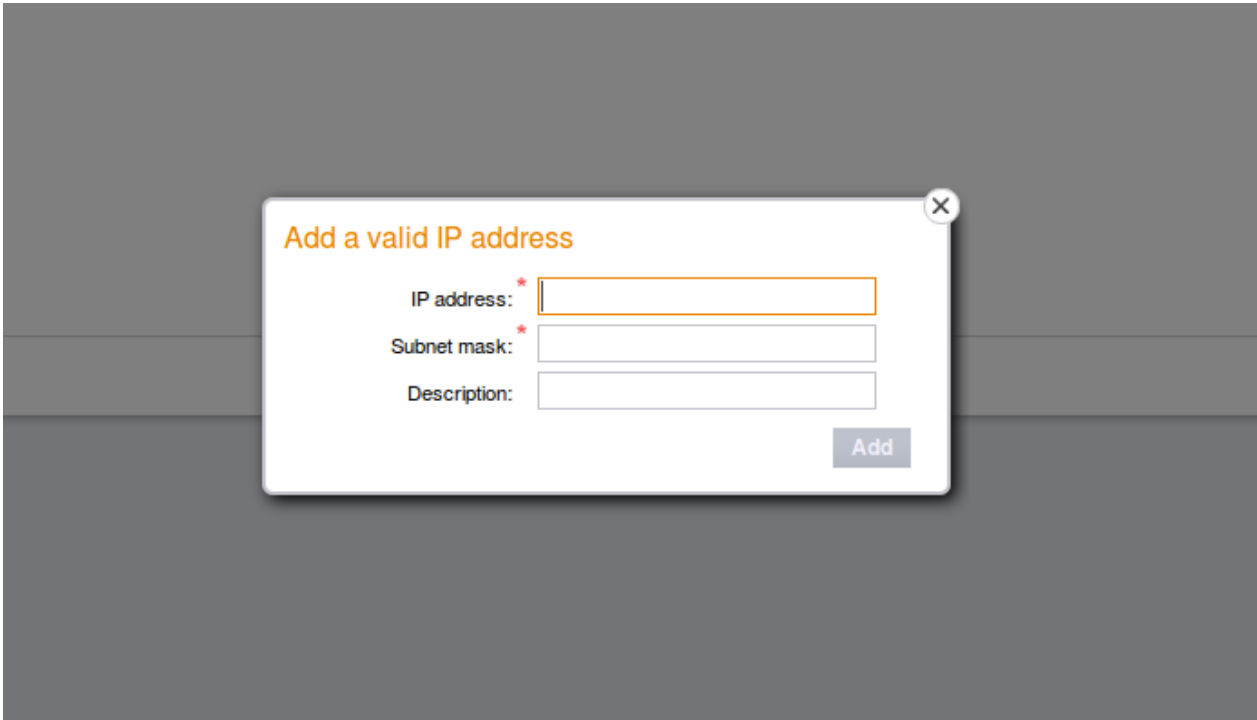 Add a valid IP address
IP address: *
Subnet mask: *
Description:
Add